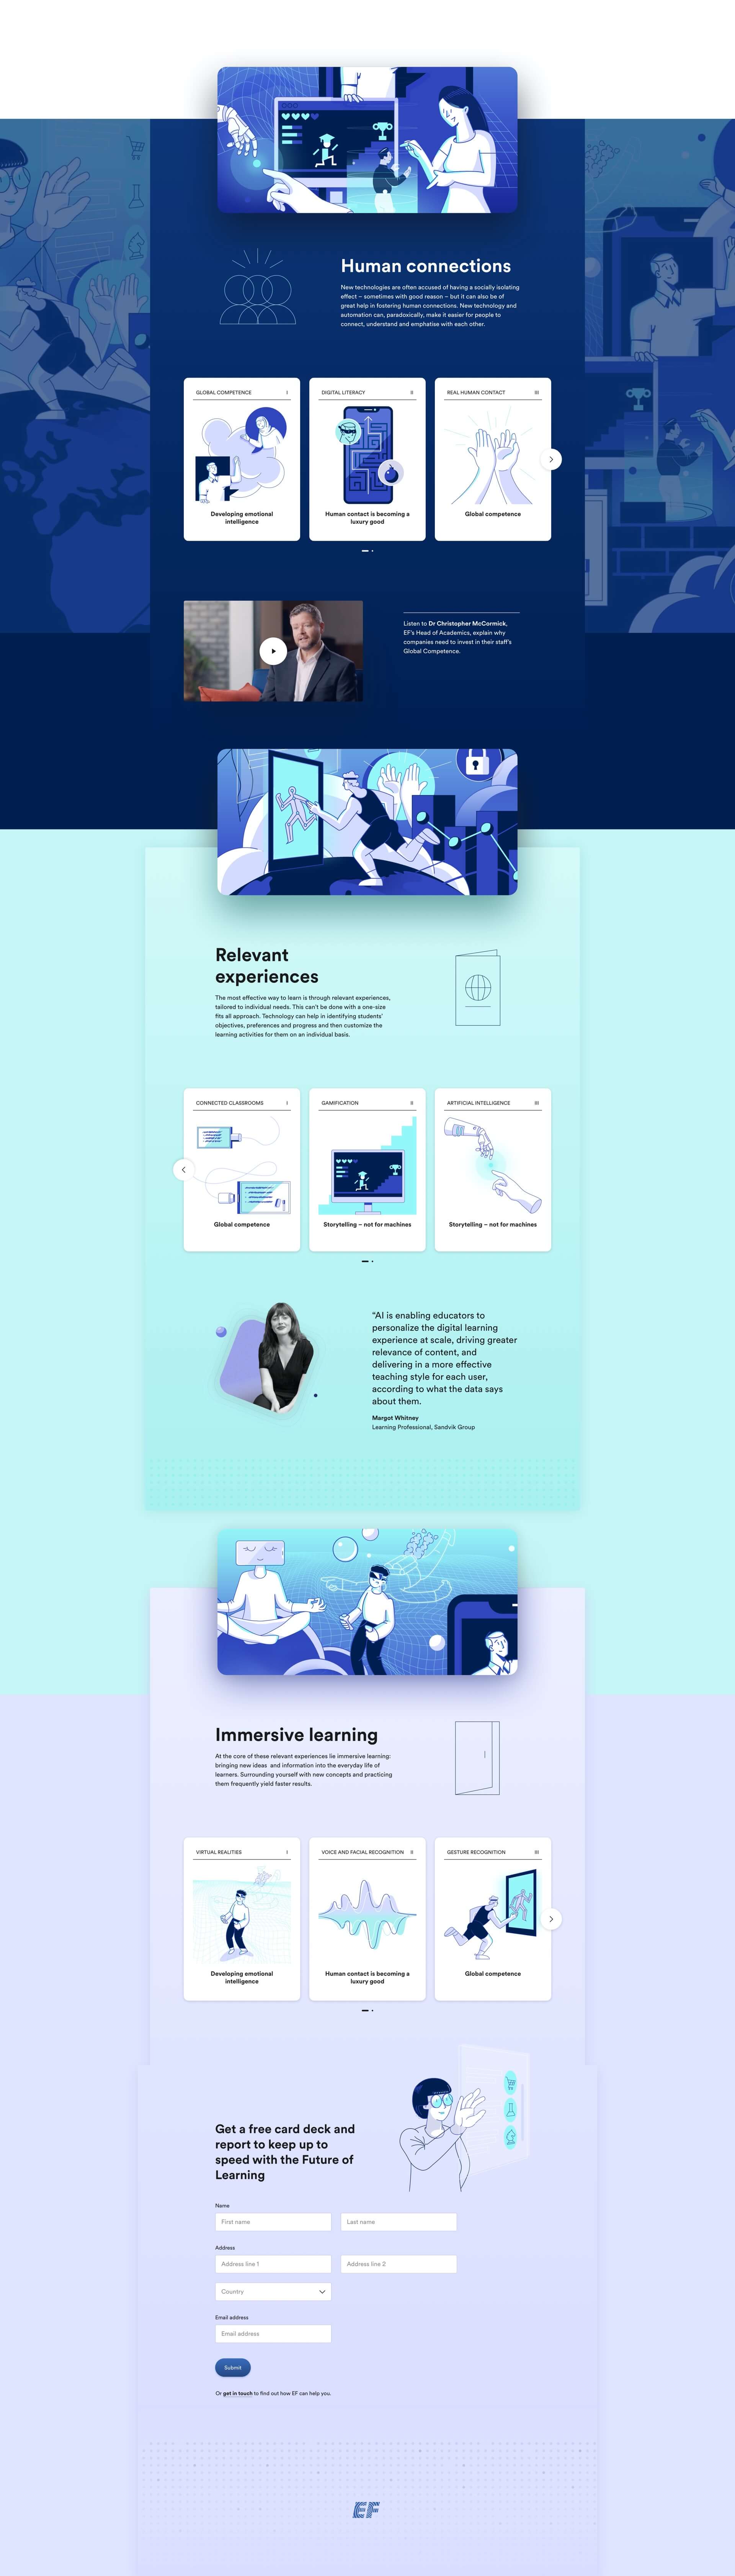 Human connections
New technologies are often accused of having a socially isolating
effect – sometimes with good reason – but it can also be of
great help in fostering human connections. New technology and
automation can, paradoxically, make it easier for people to
connect, understand and emphatise with each other.
GLOBAL COMPETENCE I
Developing emotional
intelligence
DIGITAL LITERACY II
Human contact is becoming a
luxury good
REAL HUMAN CONTACT III
Global competence
Listen to Dr Christopher McCormick,
EF's Head of Academics, explain why
companies need to invest in their staff's
Global Competence.
Relevant
experiences
The most effective way to learn is through relevant experiences,
tailored to individual needs. This can't be done with a one-size
fits all approach. Technology can help in identifying students'
objectives, preferences and progress and then customize the
learning activities for them on an individual basis.
CONNECTED CLASSROOMS I
Global competence
GAMIFICATION II
Storytelling – not for machines
ARTIFICIAL INTELLIGENCE III
Storytelling – not for machines
"AI is enabling educators to
personalize the digital learning
experience at scale, driving greater
relevance of content, and
delivering in a more effective
teaching style for each user,
according to what the data says
about them.
Margot Whitney
Learning Professional, Sandvik Group
Immersive learning
At the core of these relevant experiences lie immersive learning:
bringing new ideas and information into the everyday life of
learners. Surrounding yourself with new concepts and practicing
them frequently yield faster results.
VIRTUAL REALITIES I
Developing emotional
intelligence
VOICE AND FACIAL RECOGNITION II
Human contact is becoming a
luxury good
GESTURE RECOGNITION III
Global competence
Get a free card deck and
report to keep up to
speed with the Future of
Learning
Name
First name Last name
Address
Address line 1 Address line 2
Country
Email address
Email address
Submit
Or get in touch to find out how EF can help you.
EF